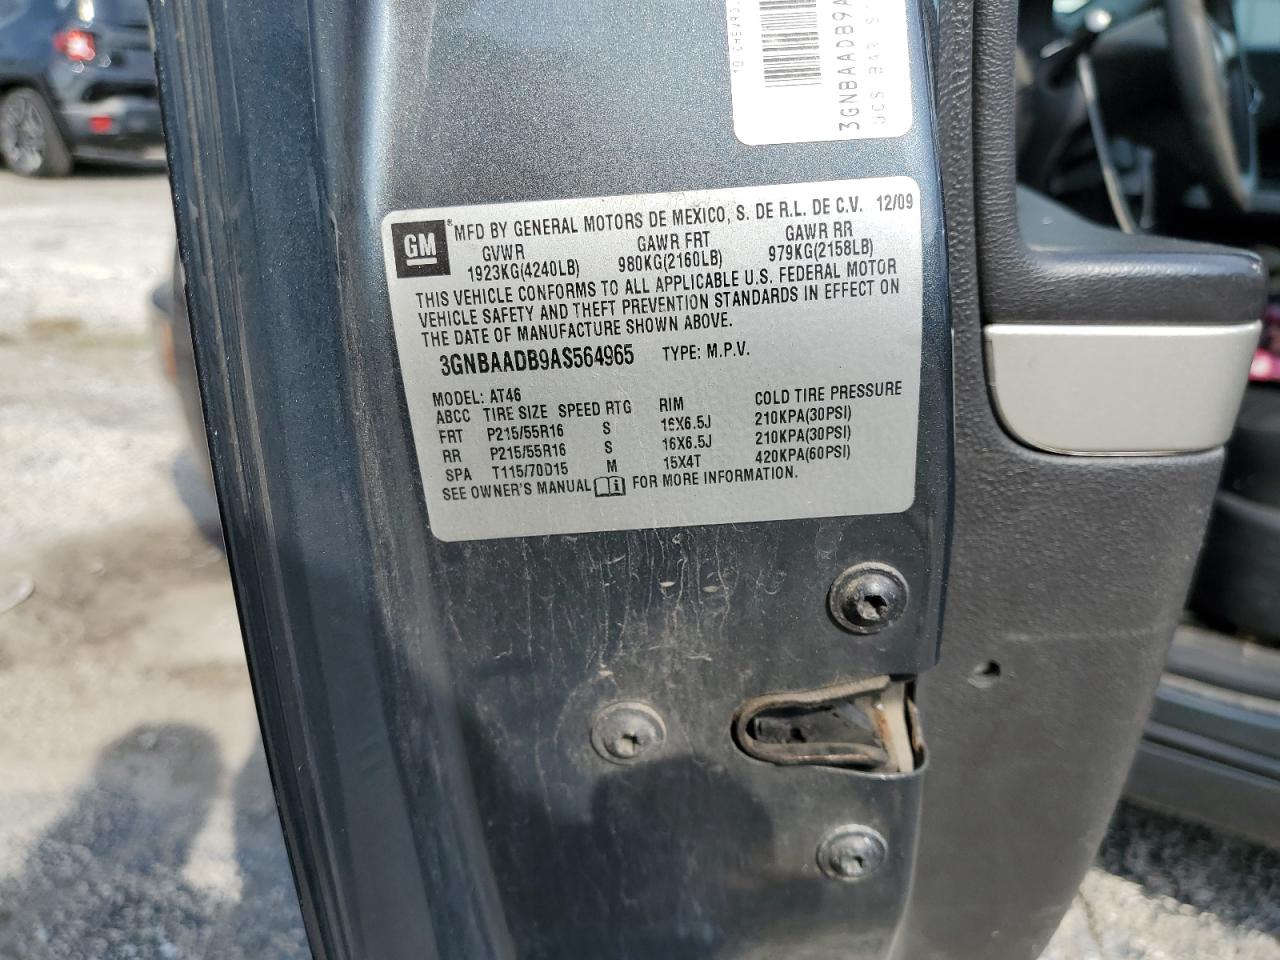 3GNBAADB9A
GM
MFD BY GENERAL MOTORS DE MEXICO, S. DE R.L. DE C.V. 12/09
GVWR GAWR FRT GAWR RR
1923KG(4240LB) 980KG(2160LB) 979KG(2158LB)
THIS VEHICLE CONFORMS TO ALL APPLICABLE U.S. FEDERAL MOTOR
VEHICLE SAFETY AND THEFT PREVENTION STANDARDS IN EFFECT ON
THE DATE OF MANUFACTURE SHOWN ABOVE.
3GNBAADB9AS564965 TYPE: M.P.V.
MODEL: AT46
ABCC TIRE SIZE SPEED RTG RIM COLD TIRE PRESSURE
FRT P215/55R16 S 16X6.5J 210KPA(30PSI)
RR P215/55R16 S 16X6.5J 210KPA(30PSI)
SPA T115/70D15 M 15X4T 420KPA(60PSI)
SEE OWNER'S MANUAL FOR MORE INFORMATION.